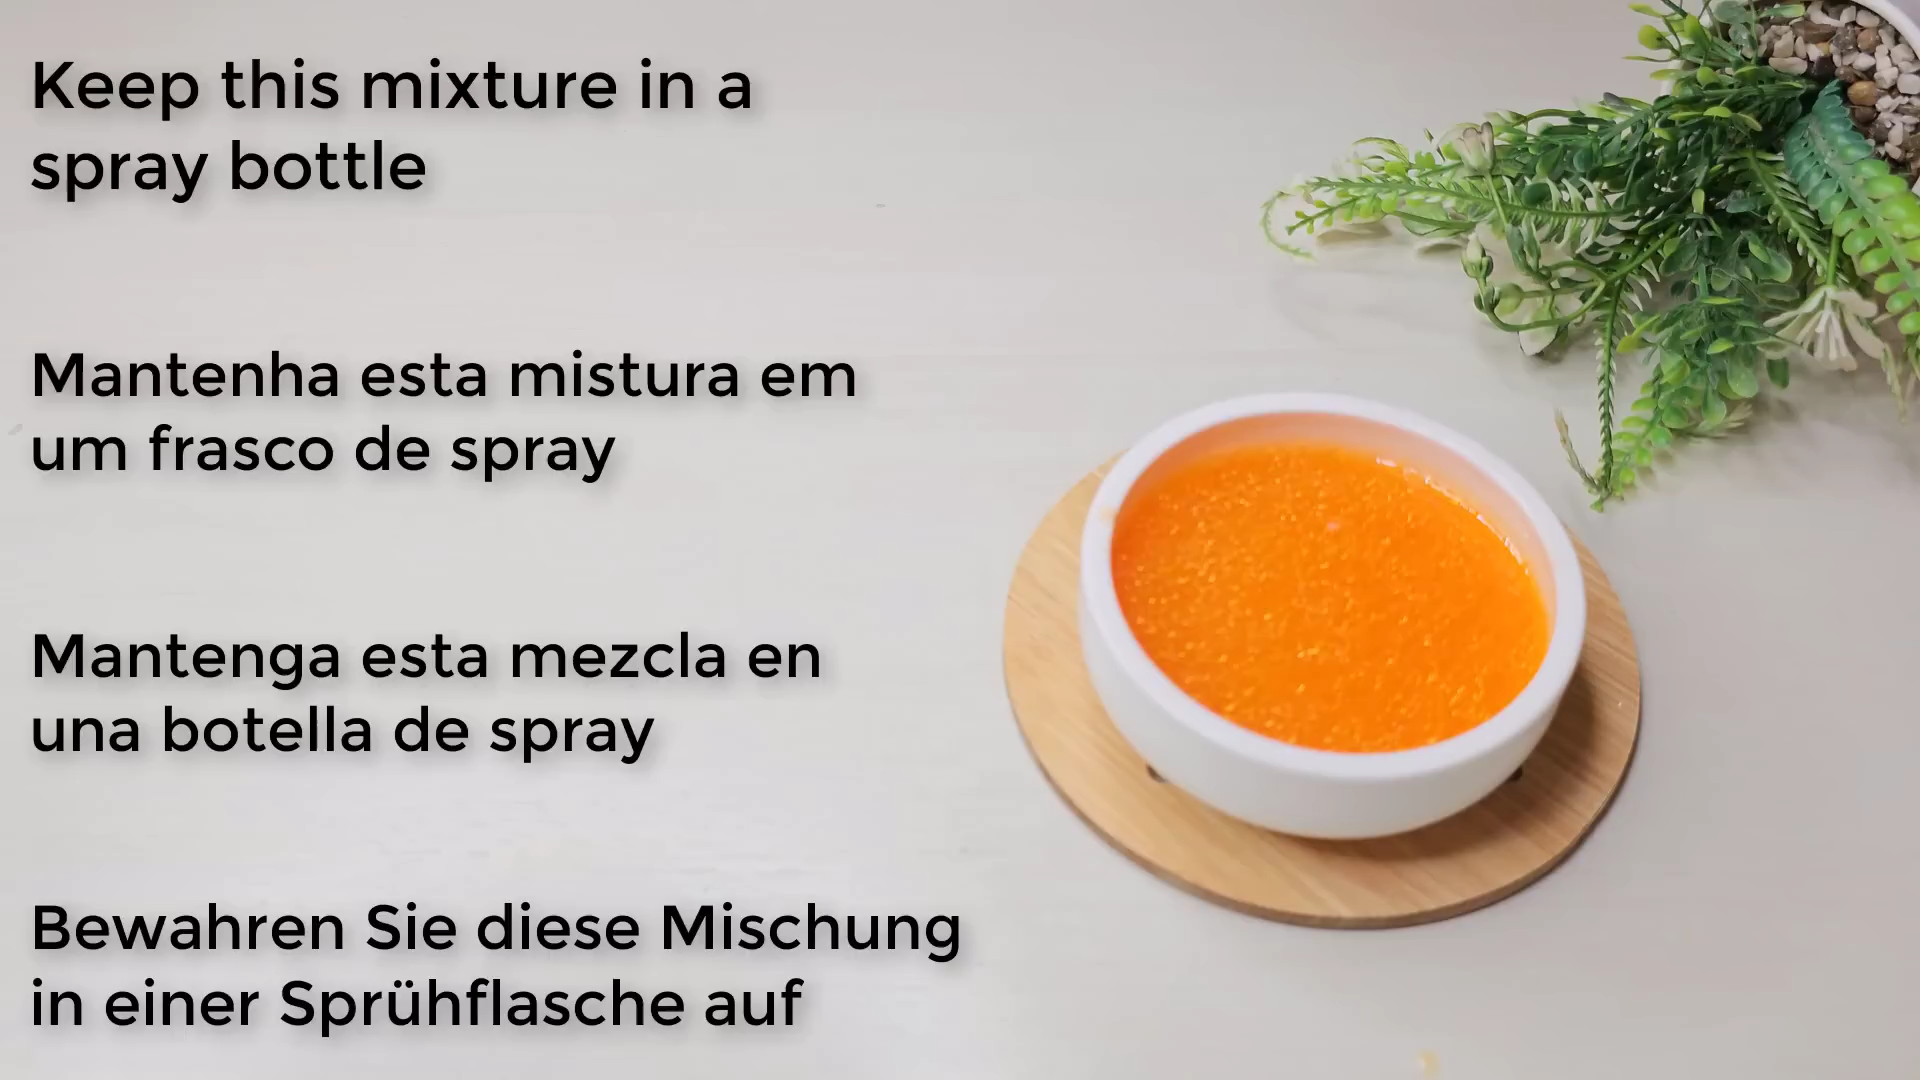 Keep this mixture in a
spray bottle
Mantenha esta mistura em
um frasco de spray
Mantenga esta mezcla en
una botella de spray
Bewahren Sie diese Mischung
in einer Sprühflasche auf